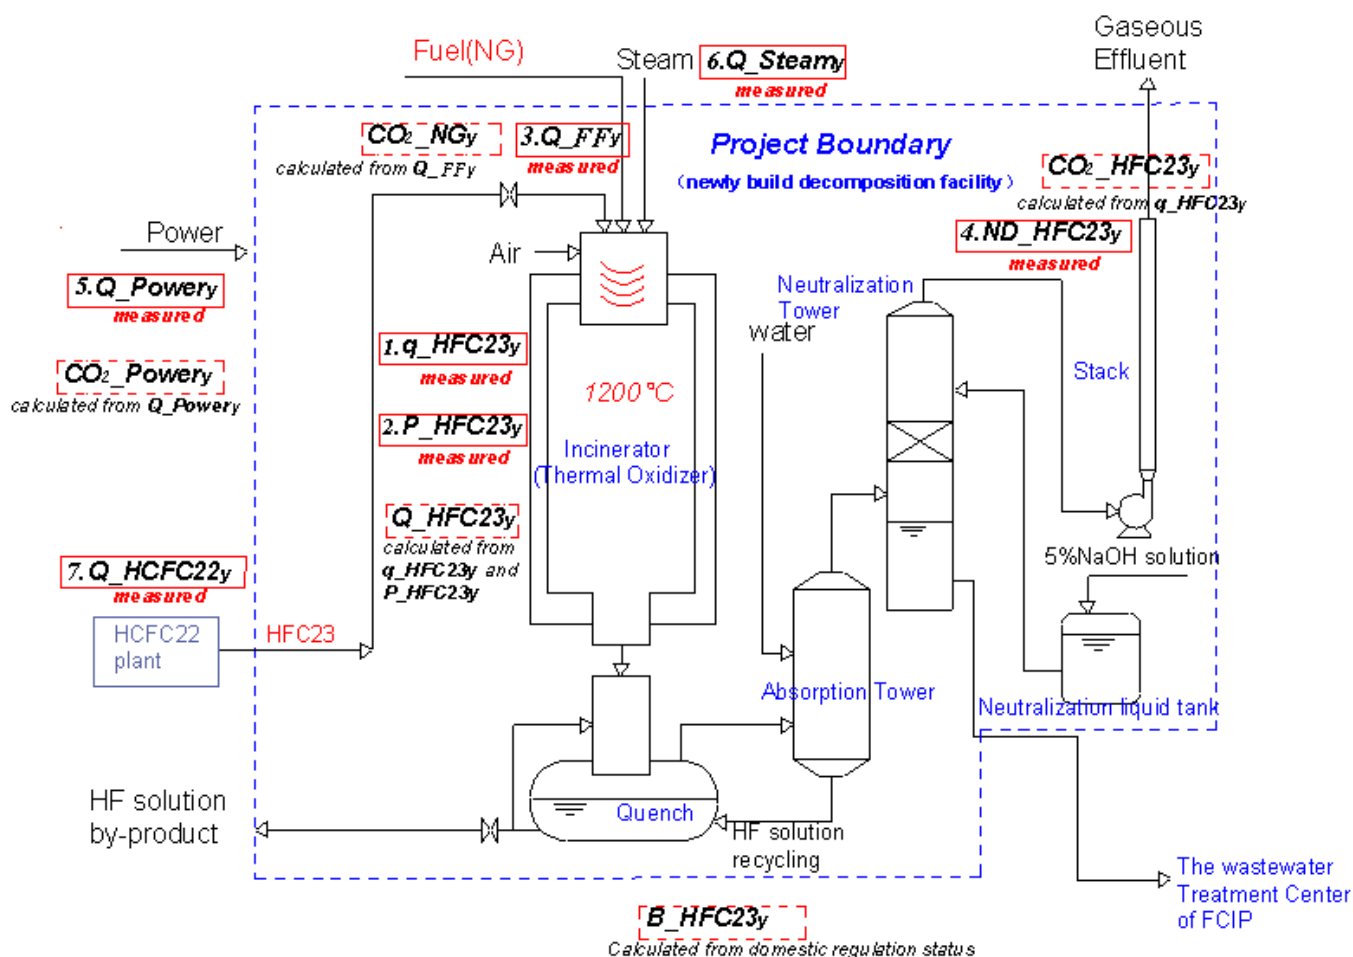 Fuel(NG)
Steam
6.Q_Steamy
measured
Gaseous
Effluent
CO2_NGy
calculated from Q_FFy
3.Q_FFy
measured
Project Boundary
(newly build decomposition facility)
CO2_HFC23y
calculated from q_HFC23y
4.ND_HFC23y
measured
Power
5.Q_Powery
measured
CO2_Powery
calculated from Q_Powery
Air
Neutralization
Tower
water
Stack
1.q_HFC23y
measured
1200℃
2.P_HFC23y
measured
Incinerator
(Thermal Oxidizer)
Q_HFC23y
calculated from
q_HFC23y and
P_HFC23y
5%NaOH solution
7.Q_HCFC22y
measured
HCFC22
plant
HFC23
Absorption Tower
Neutralization liquid tank
HF solution
by-product
Quench
HF solution
recycling
The wastewater
Treatment Center
of FCIP
B_HFC23y
Calculated from domestic regulation status